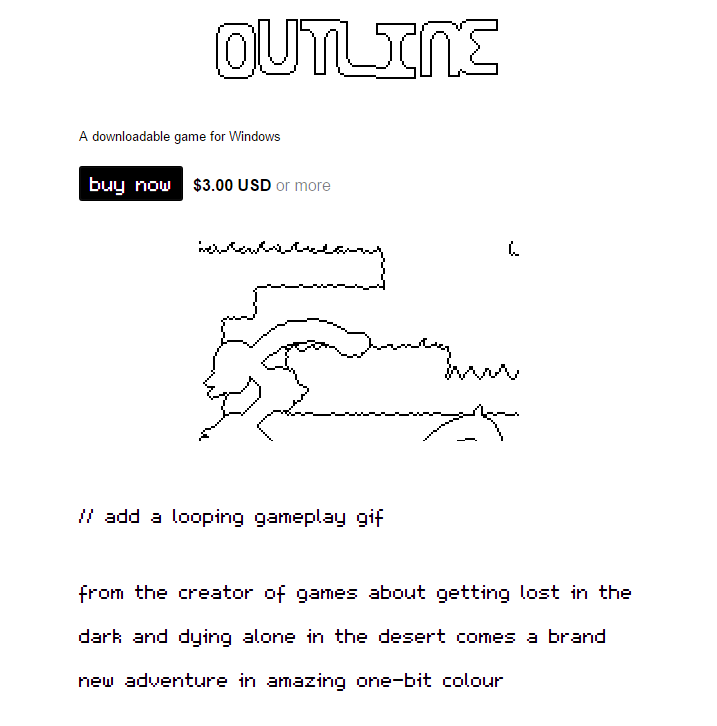 OUTLINE
A downloadable game for Windows
buy now $3.00 USD or more
// add a looping gameplay gif
from the creator of games about getting lost in the
dark and dying alone in the desert comes a brand
new adventure in amazing one-bit colour